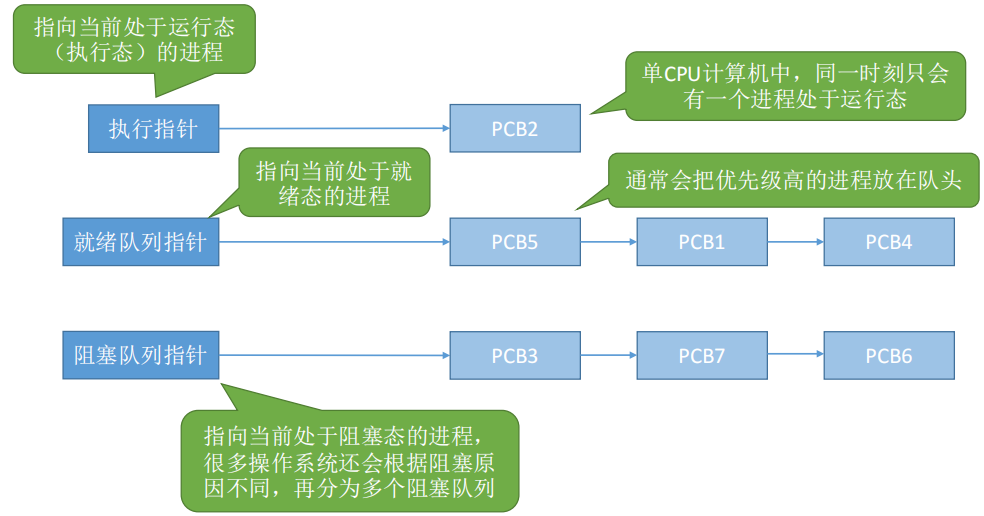 指向当前处于运行态
（执行态）的进程
单CPU计算机中，同一时刻只会
有一个进程处于运行态
执行指针
PCB2
指向当前处于就
绪态的进程
通常会把优先级高的进程放在队头
就绪队列指针
PCB5
PCB1
PCB4
阻塞队列指针
PCB3
PCB7
PCB6
指向当前处于阻塞态的进程，
很多操作系统还会根据阻塞原
因不同，再分为多个阻塞队列